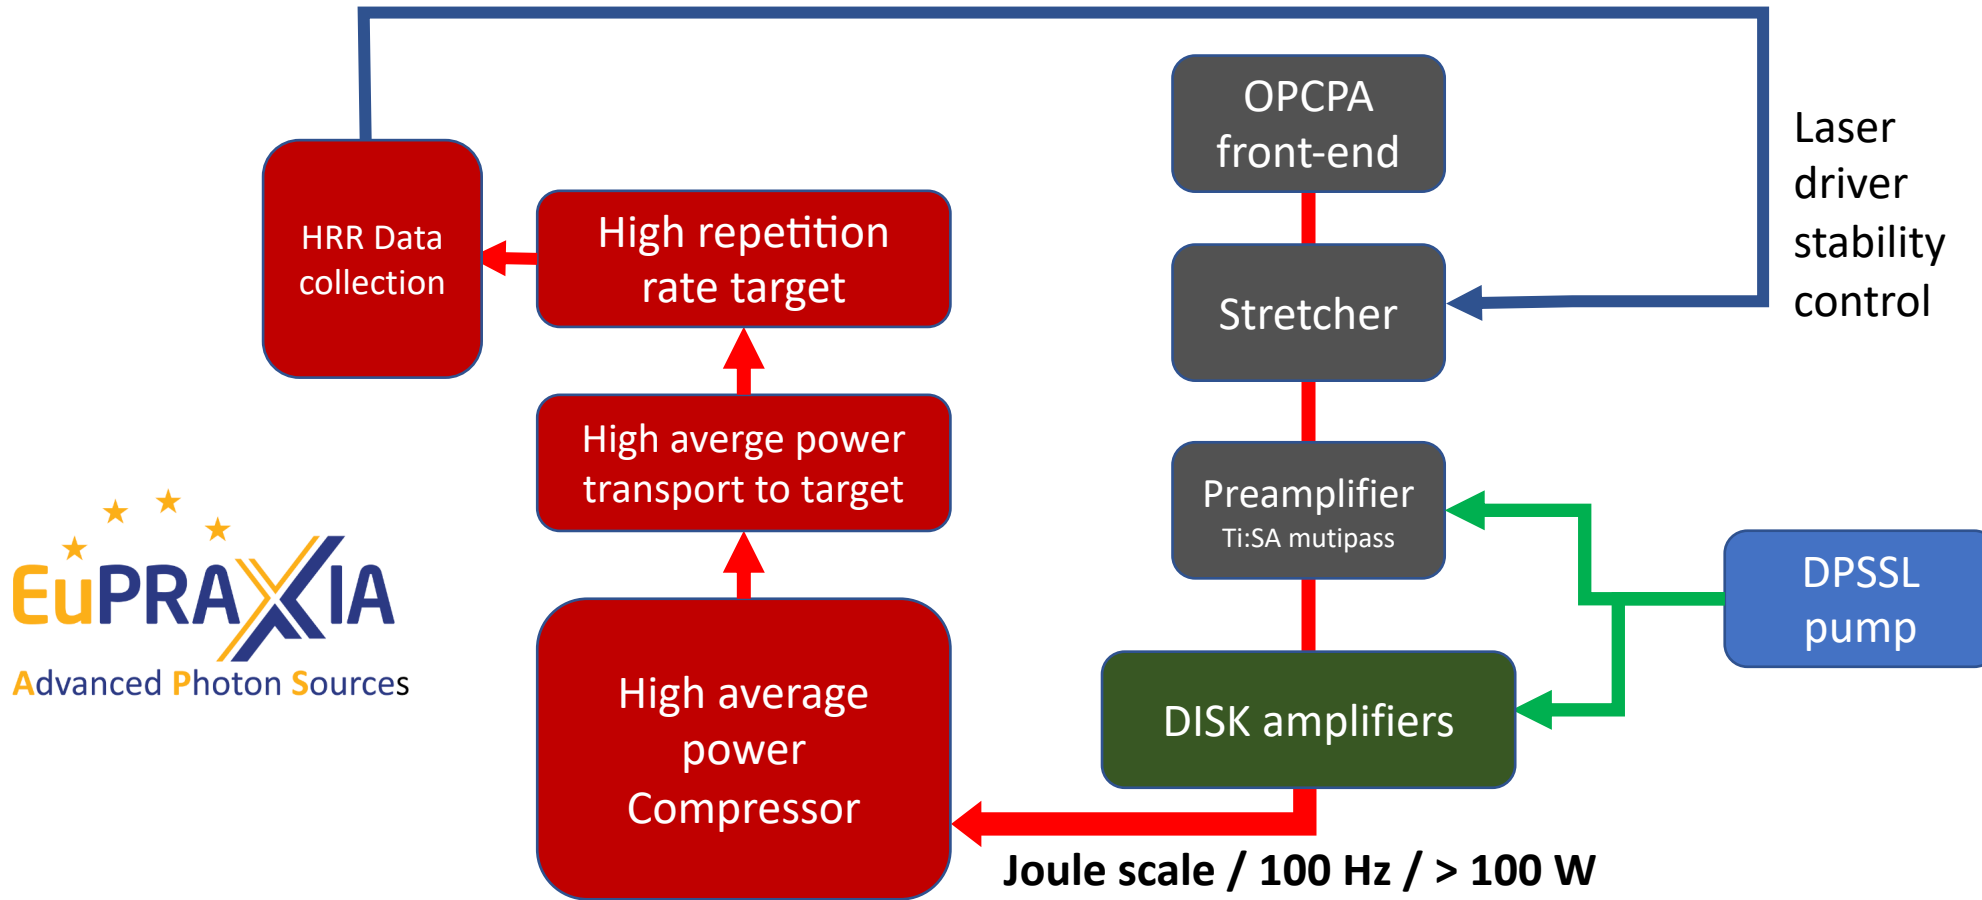 OPCPA
front-end
Laser
driver
stability
control
HRR Data
collection
High repetition
rate target
Stretcher
High averge power
transport to target
Preamplifier
Ti:SA mutipass
DPSSL
pump
EuPRAXIA
Advanced Photon Sources
High average
power
Compressor
DISK amplifiers
Joule scale / 100 Hz / > 100 W